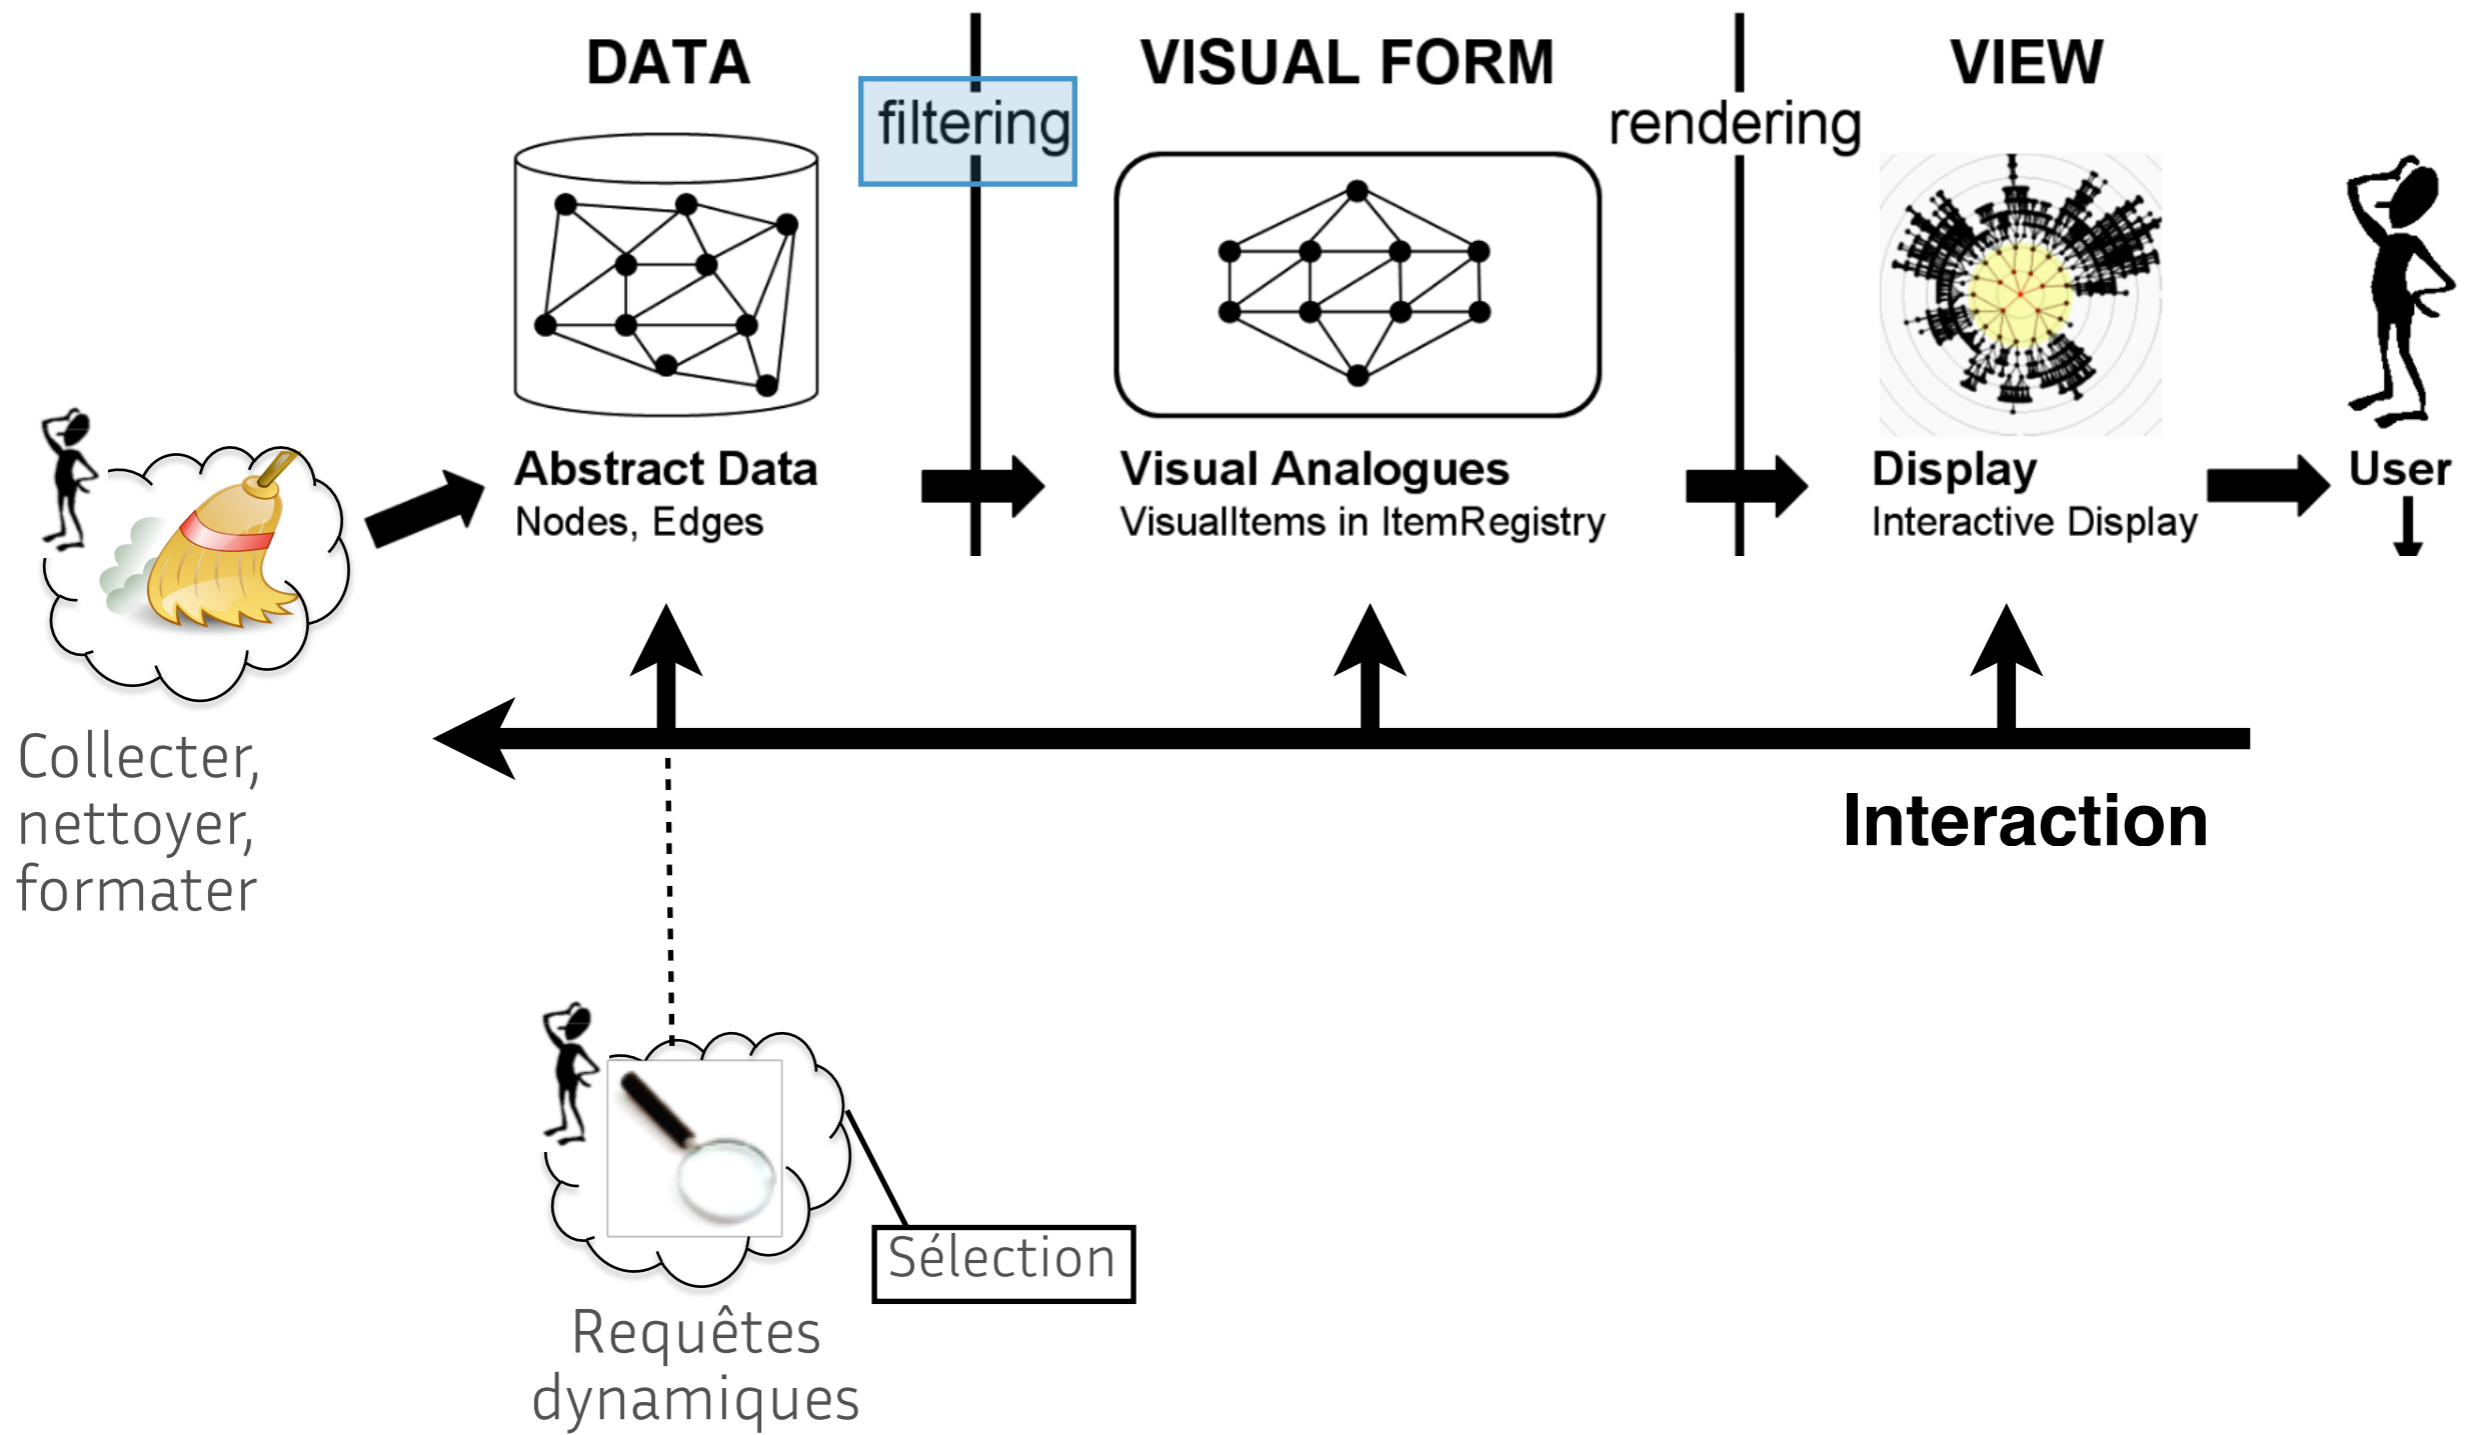 DATA
filtering
VISUAL FORM
rendering
VIEW
Abstract Data
Nodes, Edges
Visual Analogues
VisualItems in ItemRegistry
Display
Interactive Display
User
Collecter,
nettoyer,
formater
Interaction
Sélection
Requêtes
dynamiques